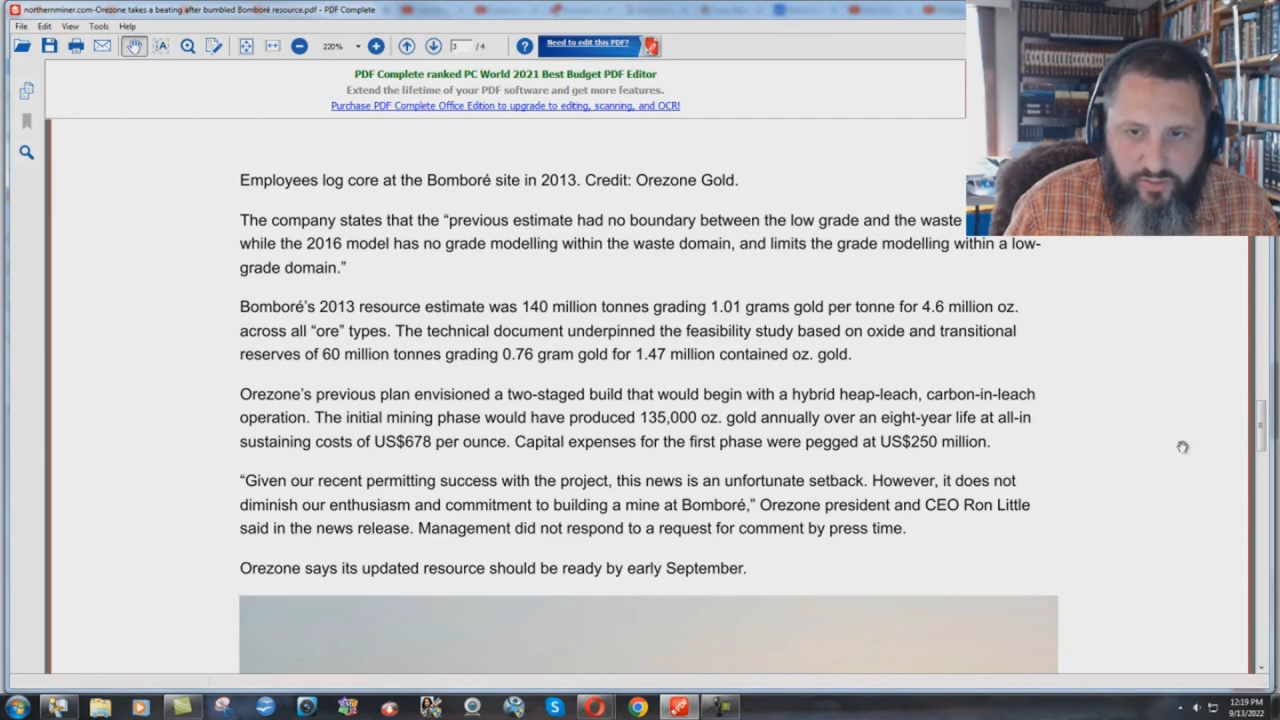 northernminer.com-Orezone takes a beating after bumbled Bomboré resource.pdf - PDF Complete
File Edit View Tools Help
220% 3 / 4 Need to edit this PDF?
PDF Complete ranked PC World 2021 Best Budget PDF Editor
Extend the lifetime of your PDF software and get more features.
Purchase PDF Complete Office Edition to upgrade to editing, scanning, and OCR!
Employees log core at the Bomboré site in 2013. Credit: Orezone Gold.
The company states that the “previous estimate had no boundary between the low grade and the waste
while the 2016 model has no grade modelling within the waste domain, and limits the grade modelling within a low-
grade domain.”
Bomboré’s 2013 resource estimate was 140 million tonnes grading 1.01 grams gold per tonne for 4.6 million oz.
across all “ore” types. The technical document underpinned the feasibility study based on oxide and transitional
reserves of 60 million tonnes grading 0.76 gram gold for 1.47 million contained oz. gold.
Orezone’s previous plan envisioned a two-staged build that would begin with a hybrid heap-leach, carbon-in-leach
operation. The initial mining phase would have produced 135,000 oz. gold annually over an eight-year life at all-in
sustaining costs of US$678 per ounce. Capital expenses for the first phase were pegged at US$250 million.
“Given our recent permitting success with the project, this news is an unfortunate setback. However, it does not
diminish our enthusiasm and commitment to building a mine at Bomboré,” Orezone president and CEO Ron Little
said in the news release. Management did not respond to a request for comment by press time.
Orezone says its updated resource should be ready by early September.
12:19 PM
9/13/2022